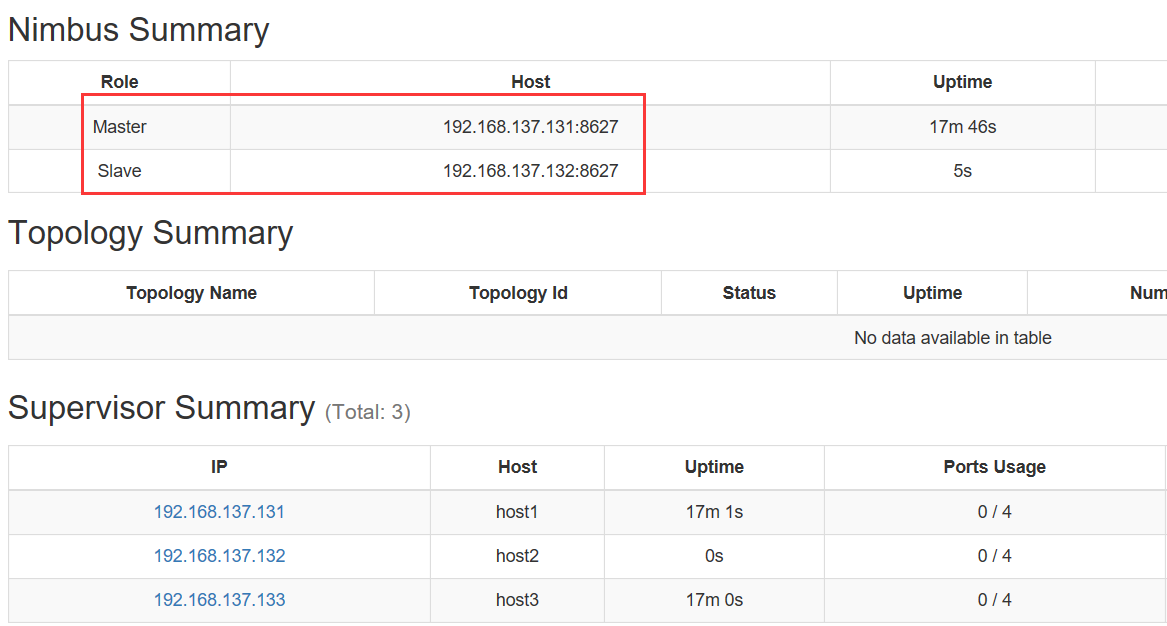 Nimbus Summary
Role Host Uptime
Master 192.168.137.131:8627 17m 46s
Slave 192.168.137.132:8627 5s
Topology Summary
Topology Name Topology Id Status Uptime Num
No data available in table
Supervisor Summary (Total: 3)
IP Host Uptime Ports Usage
192.168.137.131 host1 17m 1s 0 / 4
192.168.137.132 host2 0s 0 / 4
192.168.137.133 host3 17m 0s 0 / 4